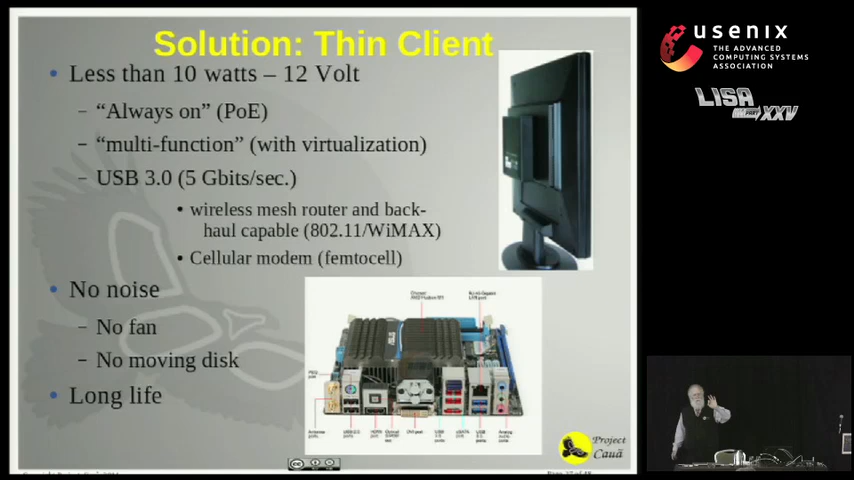 Solution: Thin Client
Less than 10 watts – 12 Volt
– “Always on” (PoE)
– “multi-function” (with virtualization)
– USB 3.0 (5 Gbits/sec.)
• wireless mesh router and back-
haul capable (802.11/WiMAX)
• Cellular modem (femtocell)
No noise
– No fan
– No moving disk
Long life
Project
Cauã
usenix
THE ADVANCED
COMPUTING SYSTEMS
ASSOCIATION
LISA
XXV